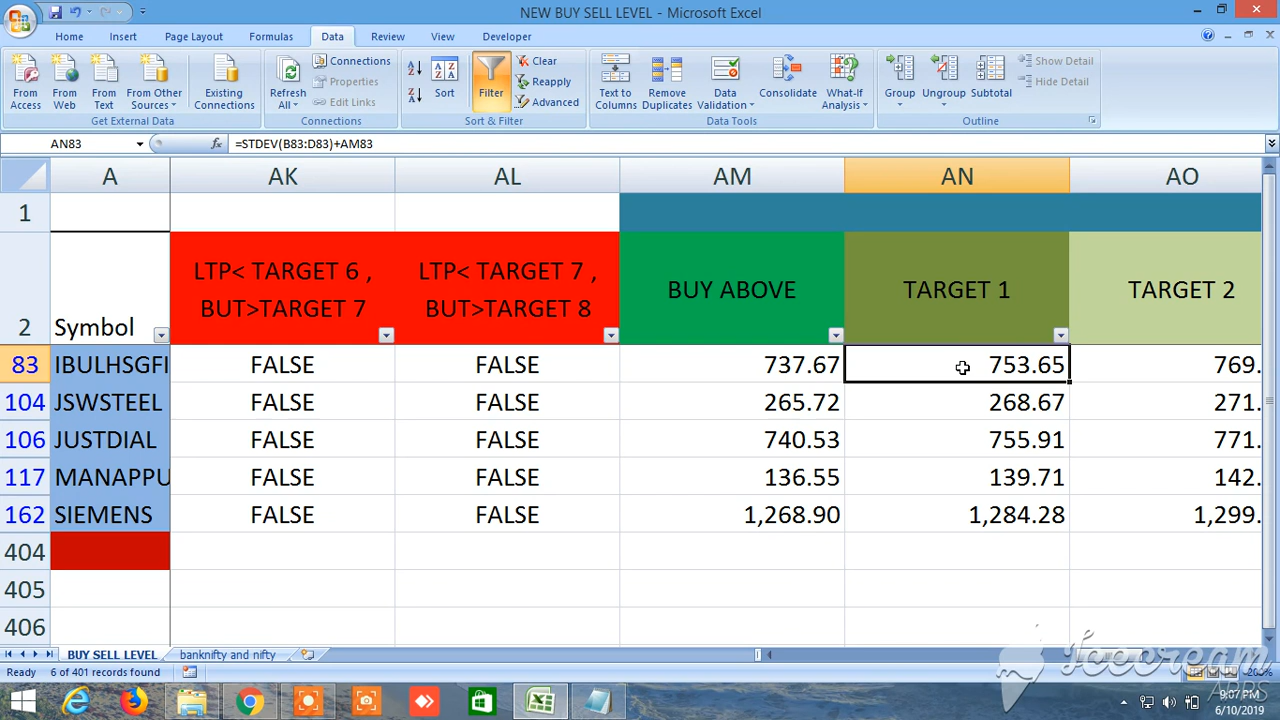 NEW BUY SELL LEVEL - Microsoft Excel
Home Insert Page Layout Formulas Data Review View Developer
From Access
From Web
From Text
From Other Sources
Existing Connections
Get External Data
Refresh All
Connections
Properties
Edit Links
Connections
Sort
Filter
Clear
Reapply
Advanced
Sort & Filter
Text to Columns
Remove Duplicates
Data Validation
Consolidate
What-If Analysis
Data Tools
Group
Ungroup
Subtotal
Show Detail
Hide Detail
Outline
AN83 fx =STDEV(B83:D83)+AM83
A AK AL AM AN AO
1
2 Symbol LTP< TARGET 6 , BUT>TARGET 7 LTP< TARGET 7 , BUT>TARGET 8 BUY ABOVE TARGET 1 TARGET 2
83 IBULHSGFI FALSE FALSE 737.67 753.65 769.
104 JSWSTEEL FALSE FALSE 265.72 268.67 271.
106 JUSTDIAL FALSE FALSE 740.53 755.91 771.
117 MANAPPU FALSE FALSE 136.55 139.71 142.
162 SIEMENS FALSE FALSE 1,268.90 1,284.28 1,299.
404
405
406
BUY SELL LEVEL banknifty and nifty
Ready 6 of 401 records found 200%
APPS
9:07 PM
6/10/2019